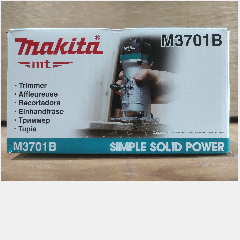 makita
mt
M3701B
· Trimmer
· Affleureuse
· Recortadora
· Einhandfräse
· Триммер
· Tupia
M3701B
SIMPLE SOLID POWER